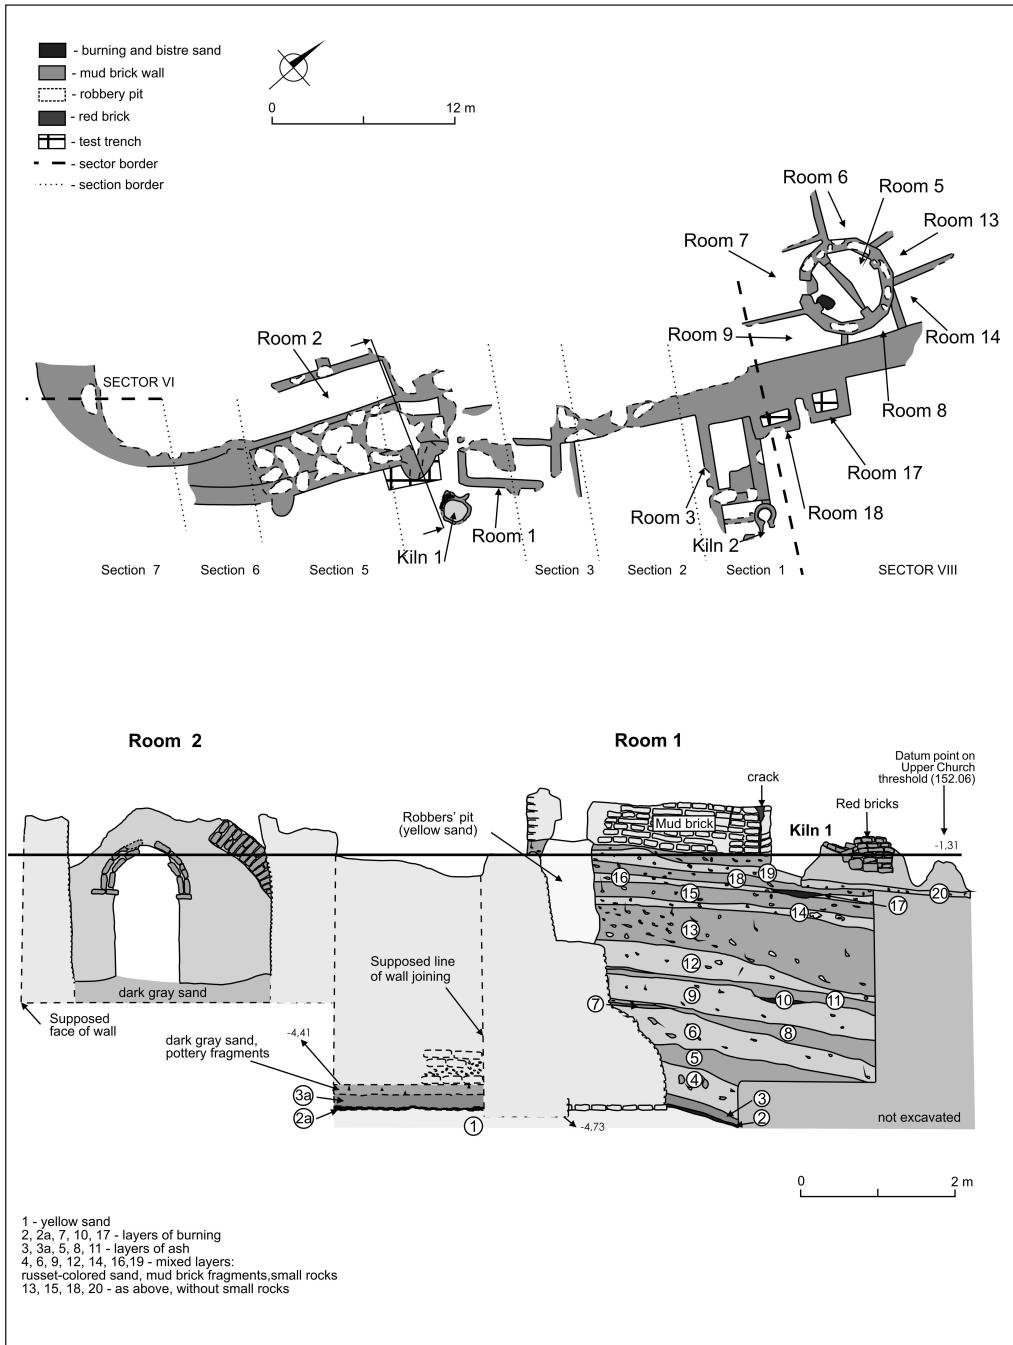 - burning and bistre sand
- mud brick wall
- robbery pit
- red brick
- test trench
- sector border
- section border
0 12 m
Room 6
Room 5
Room 13
Room 7
Room 9
Room 14
Room 2
SECTOR VI
Room 8
Room 17
Room 3
Room 18
Room 1
Kiln 1
Kiln 2
Section 7
Section 6
Section 5
Section 3
Section 2
Section 1
SECTOR VIII
Room 2
Room 1
Datum point on
Upper Church
threshold (152.06)
crack
Red bricks
Robbers' pit
(yellow sand)
Mud brick
Kiln 1
-1,31
19
16
18
20
15
17
14
13
Supposed line
of wall joining
12
dark gray sand
9
10
11
7
Supposed
face of wall
6
8
-4,41
dark gray sand,
pottery fragments
5
4
3a
3
2a
1
2
-4,73
not excavated
0 2 m
1 - yellow sand
2, 2a, 7, 10, 17 - layers of burning
3, 3a, 5, 8, 11 - layers of ash
4, 6, 9, 12, 14, 16,19 - mixed layers:
russet-colored sand, mud brick fragments,small rocks
13, 15, 18, 20 - as above, without small rocks